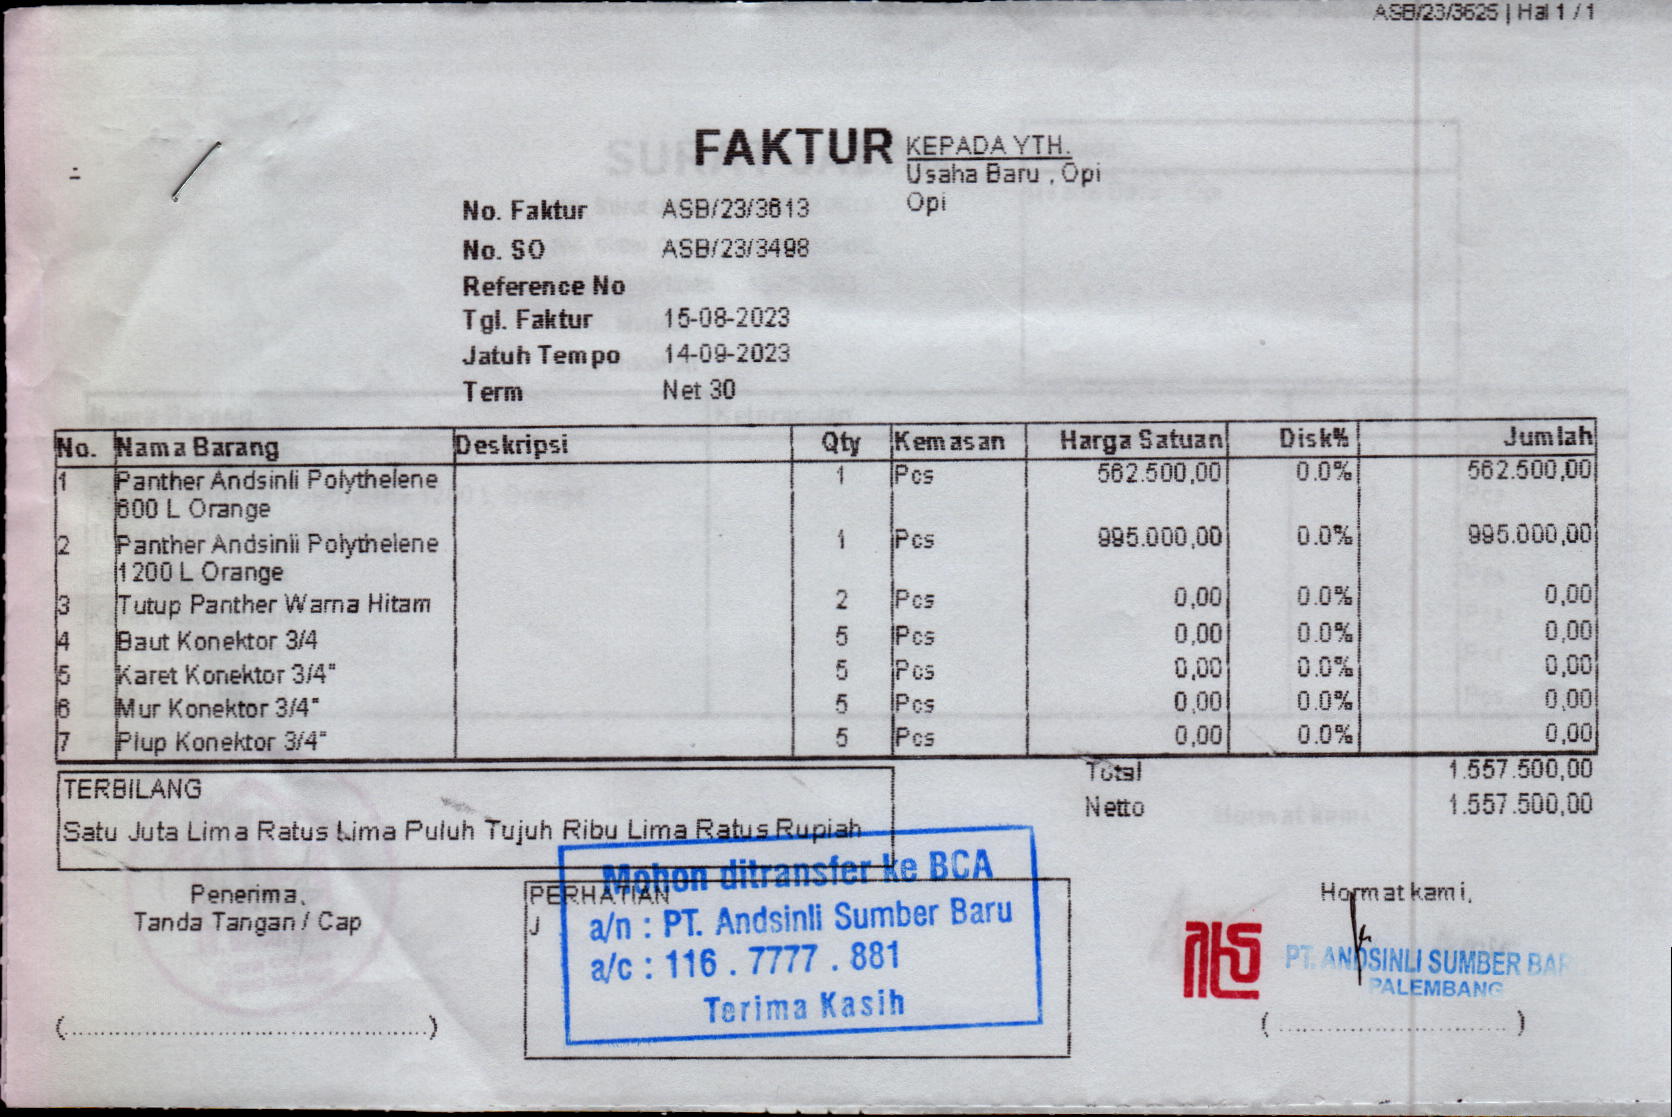 ASB/23/3625 | Hal 1 / 1
FAKTUR
KEPADA YTH.
Usaha Baru , Opi
Opi
No. Faktur ASB/23/3613
No. SO ASB/23/3498
Reference No
Tgl. Faktur 15-08-2023
Jatuh Tempo 14-09-2023
Term Net 30
No. Nama Barang Deskripsi Qty Kemasan Harga Satuan Disk% Jumlah
1 Panther Andsinli Polythelene 1 Pcs 562.500,00 0.0% 562.500,00
600 L Orange
2 Panther Andsinli Polythelene 1 Pcs 995.000,00 0.0% 995.000,00
1200 L Orange
3 Tutup Panther Warna Hitam 2 Pcs 0,00 0.0% 0,00
4 Baut Konektor 3/4 5 Pcs 0,00 0.0% 0,00
5 Karet Konektor 3/4" 5 Pcs 0,00 0.0% 0,00
6 Mur Konektor 3/4" 5 Pcs 0,00 0.0% 0,00
7 Plup Konektor 3/4" 5 Pcs 0,00 0.0% 0,00
Total 1.557.500,00
Netto 1.557.500,00
TERBILANG
Satu Juta Lima Ratus Lima Puluh Tujuh Ribu Lima Ratus Rupiah
Penerima,
Tanda Tangan / Cap
(..........................................)
PERHATIAN
J
Mohon ditransfer ke BCA
a/n : PT. Andsinli Sumber Baru
a/c : 116 . 7777 . 881
Terima Kasih
Hormat kami,
PT. ANDSINLI SUMBER BAR
PALEMBANG
(..............................)